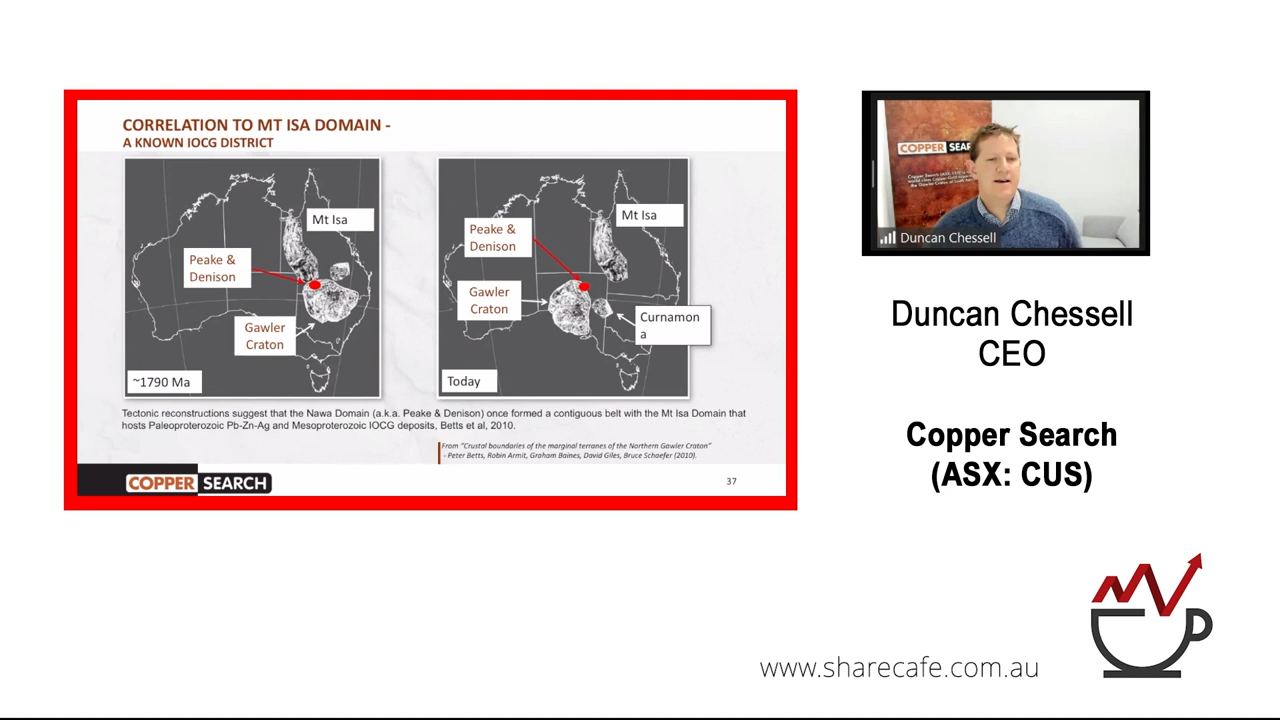 CORRELATION TO MT ISA DOMAIN -
A KNOWN IOCG DISTRICT
Mt Isa
Peake &
Denison
Gawler
Craton
~1790 Ma
Mt Isa
Peake &
Denison
Gawler
Craton
Curnamon
a
Today
Tectonic reconstructions suggest that the Nawa Domain (a.k.a. Peake & Denison) once formed a contiguous belt with the Mt Isa Domain that
hosts Paleoproterozoic Pb-Zn-Ag and Mesoproterozoic IOCG deposits, Betts et al, 2010.
From "Crustal boundaries of the marginal terranes of the Northern Gawler Craton"
- Peter Betts, Robin Armit, Graham Baines, David Giles, Bruce Schaefer (2010).
COPPER SEARCH
37
COPPER SEAR
Duncan Chessell
Duncan Chessell
CEO
Copper Search
(ASX: CUS)
www.sharecafe.com.au